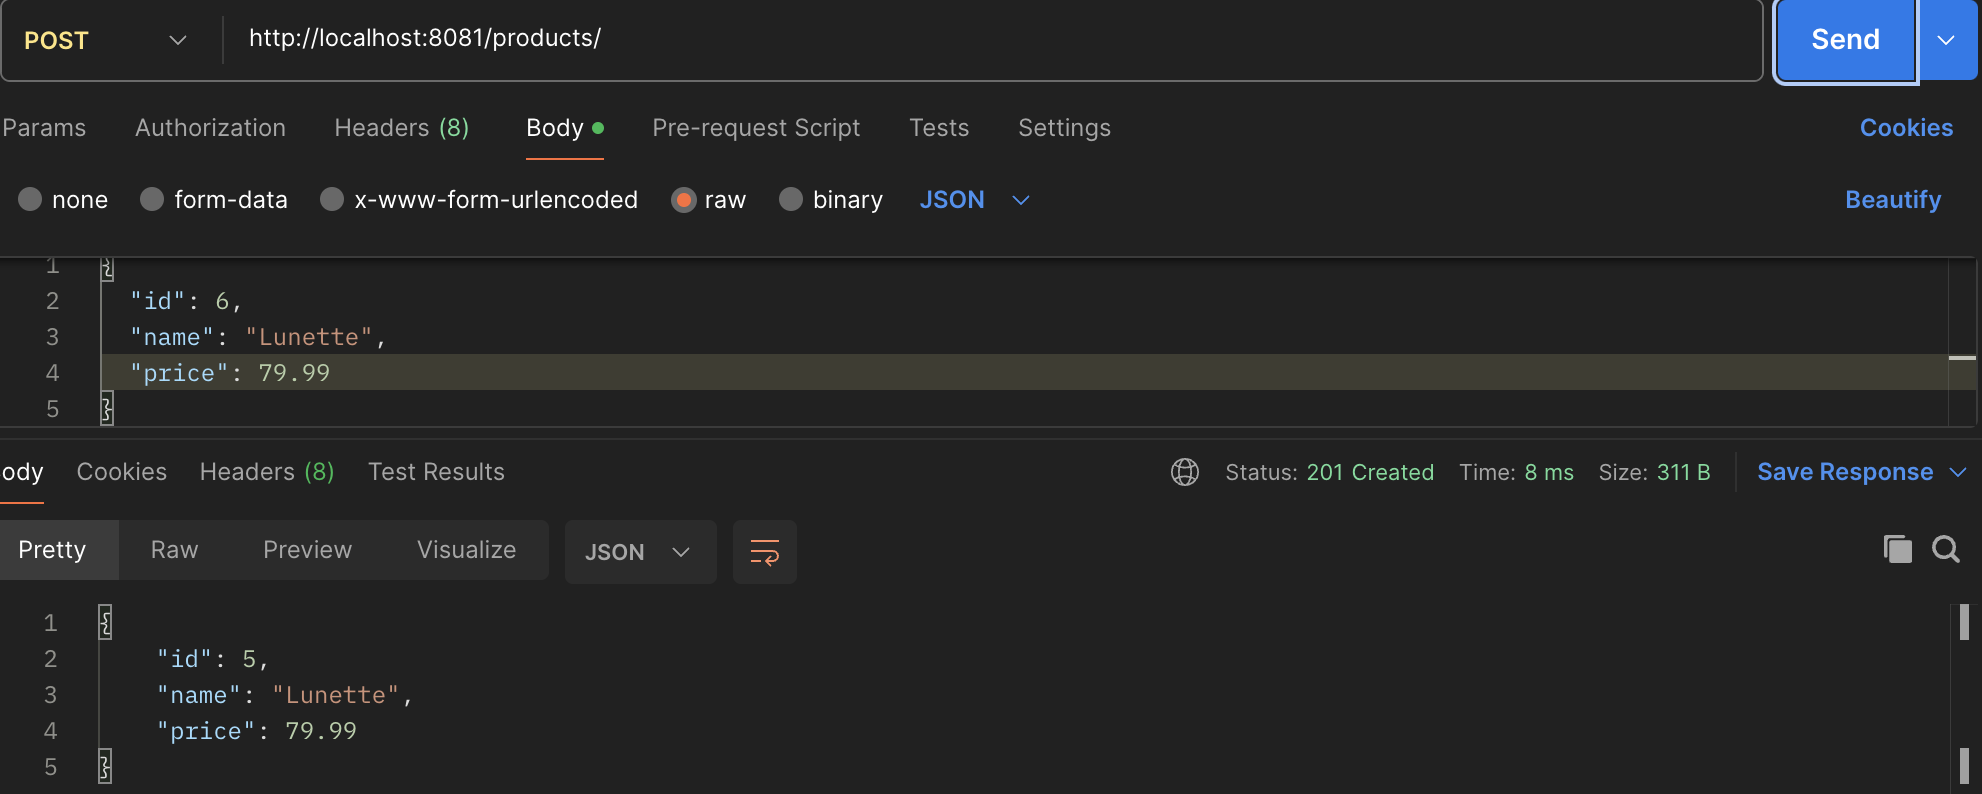 POST http://localhost:8081/products/ Send
Params Authorization Headers (8) Body Pre-request Script Tests Settings Cookies
none form-data x-www-form-urlencoded raw binary JSON Beautify
1 {
2 "id": 6,
3 "name": "Lunette",
4 "price": 79.99
5 }
ody Cookies Headers (8) Test Results Status: 201 Created Time: 8 ms Size: 311 B Save Response
Pretty Raw Preview Visualize JSON
1 {
2 "id": 5,
3 "name": "Lunette",
4 "price": 79.99
5 }